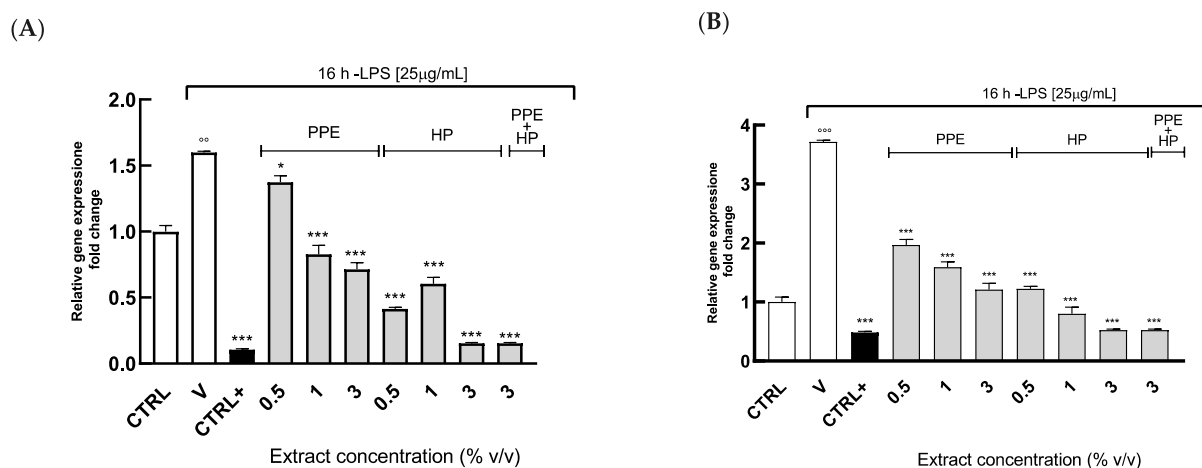 (A)
16 h -LPS [25µg/mL]
PPE
HP
PPE
+
HP
Relative gene expressione
fold change
2.0
1.5
1.0
0.5
0.0
°°
*
***
***
***
***
***
***
***
CTRL
V
CTRL+
0.5
1
3
0.5
1
3
3
Extract concentration (% v/v)
(B)
16 h -LPS [25µg/mL]
PPE
HP
PPE
+
HP
Relative gene expressione
fold change
4
3
2
1
0
°°°
***
***
***
***
***
***
***
***
CTRL
V
CTRL+
0.5
1
3
0.5
1
3
3
Extract concentration (% v/v)